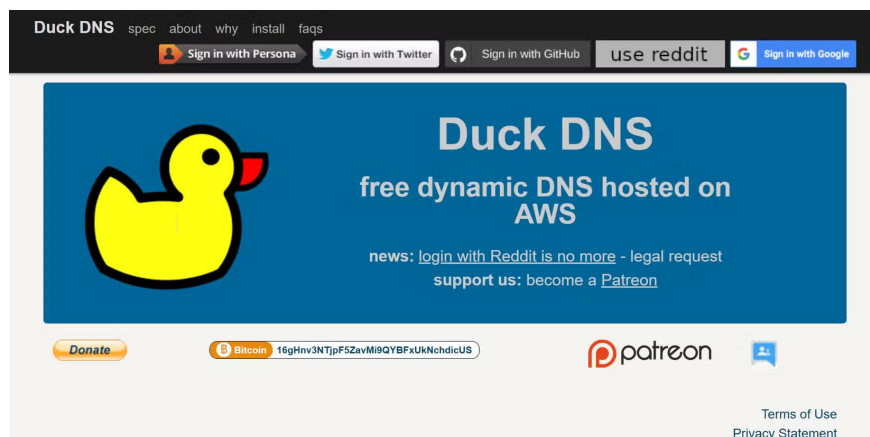 Duck DNS spec about why install faqs
Sign in with Persona Sign in with Twitter Sign in with GitHub use reddit G Sign in with Google
Duck DNS
free dynamic DNS hosted on
AWS
news: login with Reddit is no more - legal request
support us: become a Patreon
Donate Bitcoin 16gHnv3NTjpF5ZavMi9QYBFxUkNchdicUS patreon
Terms of Use
Privacy Statement